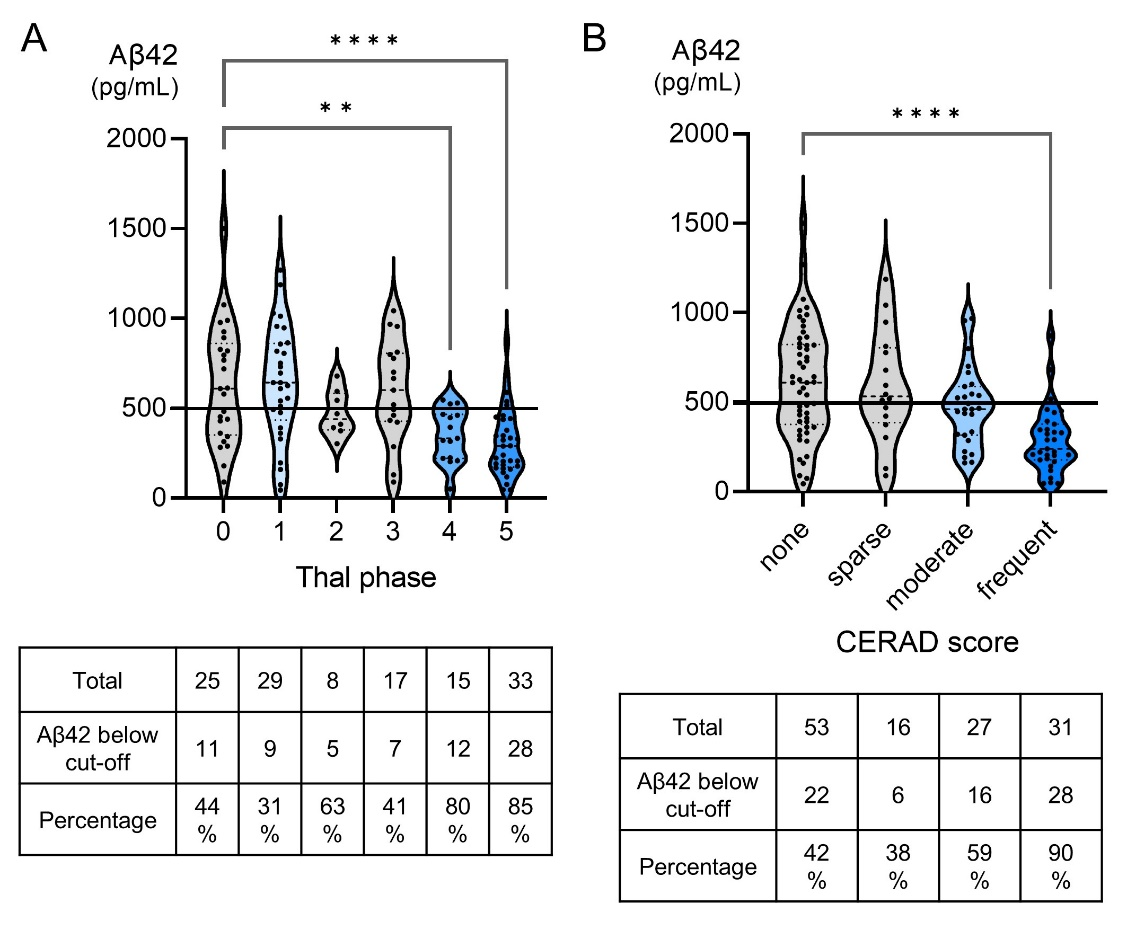 A
Aβ42
(pg/mL)
****
**
2000
1500
1000
500
0
0 1 2 3 4 5
Thal phase
Total 25 29 8 17 15 33
Aβ42 below
cut-off 11 9 5 7 12 28
Percentage 44 % 31 % 63 % 41 % 80 % 85 %
B
Aβ42
(pg/mL)
****
2000
1500
1000
500
0
none sparse moderate frequent
CERAD score
Total 53 16 27 31
Aβ42 below
cut-off 22 6 16 28
Percentage 42 % 38 % 59 % 90 %